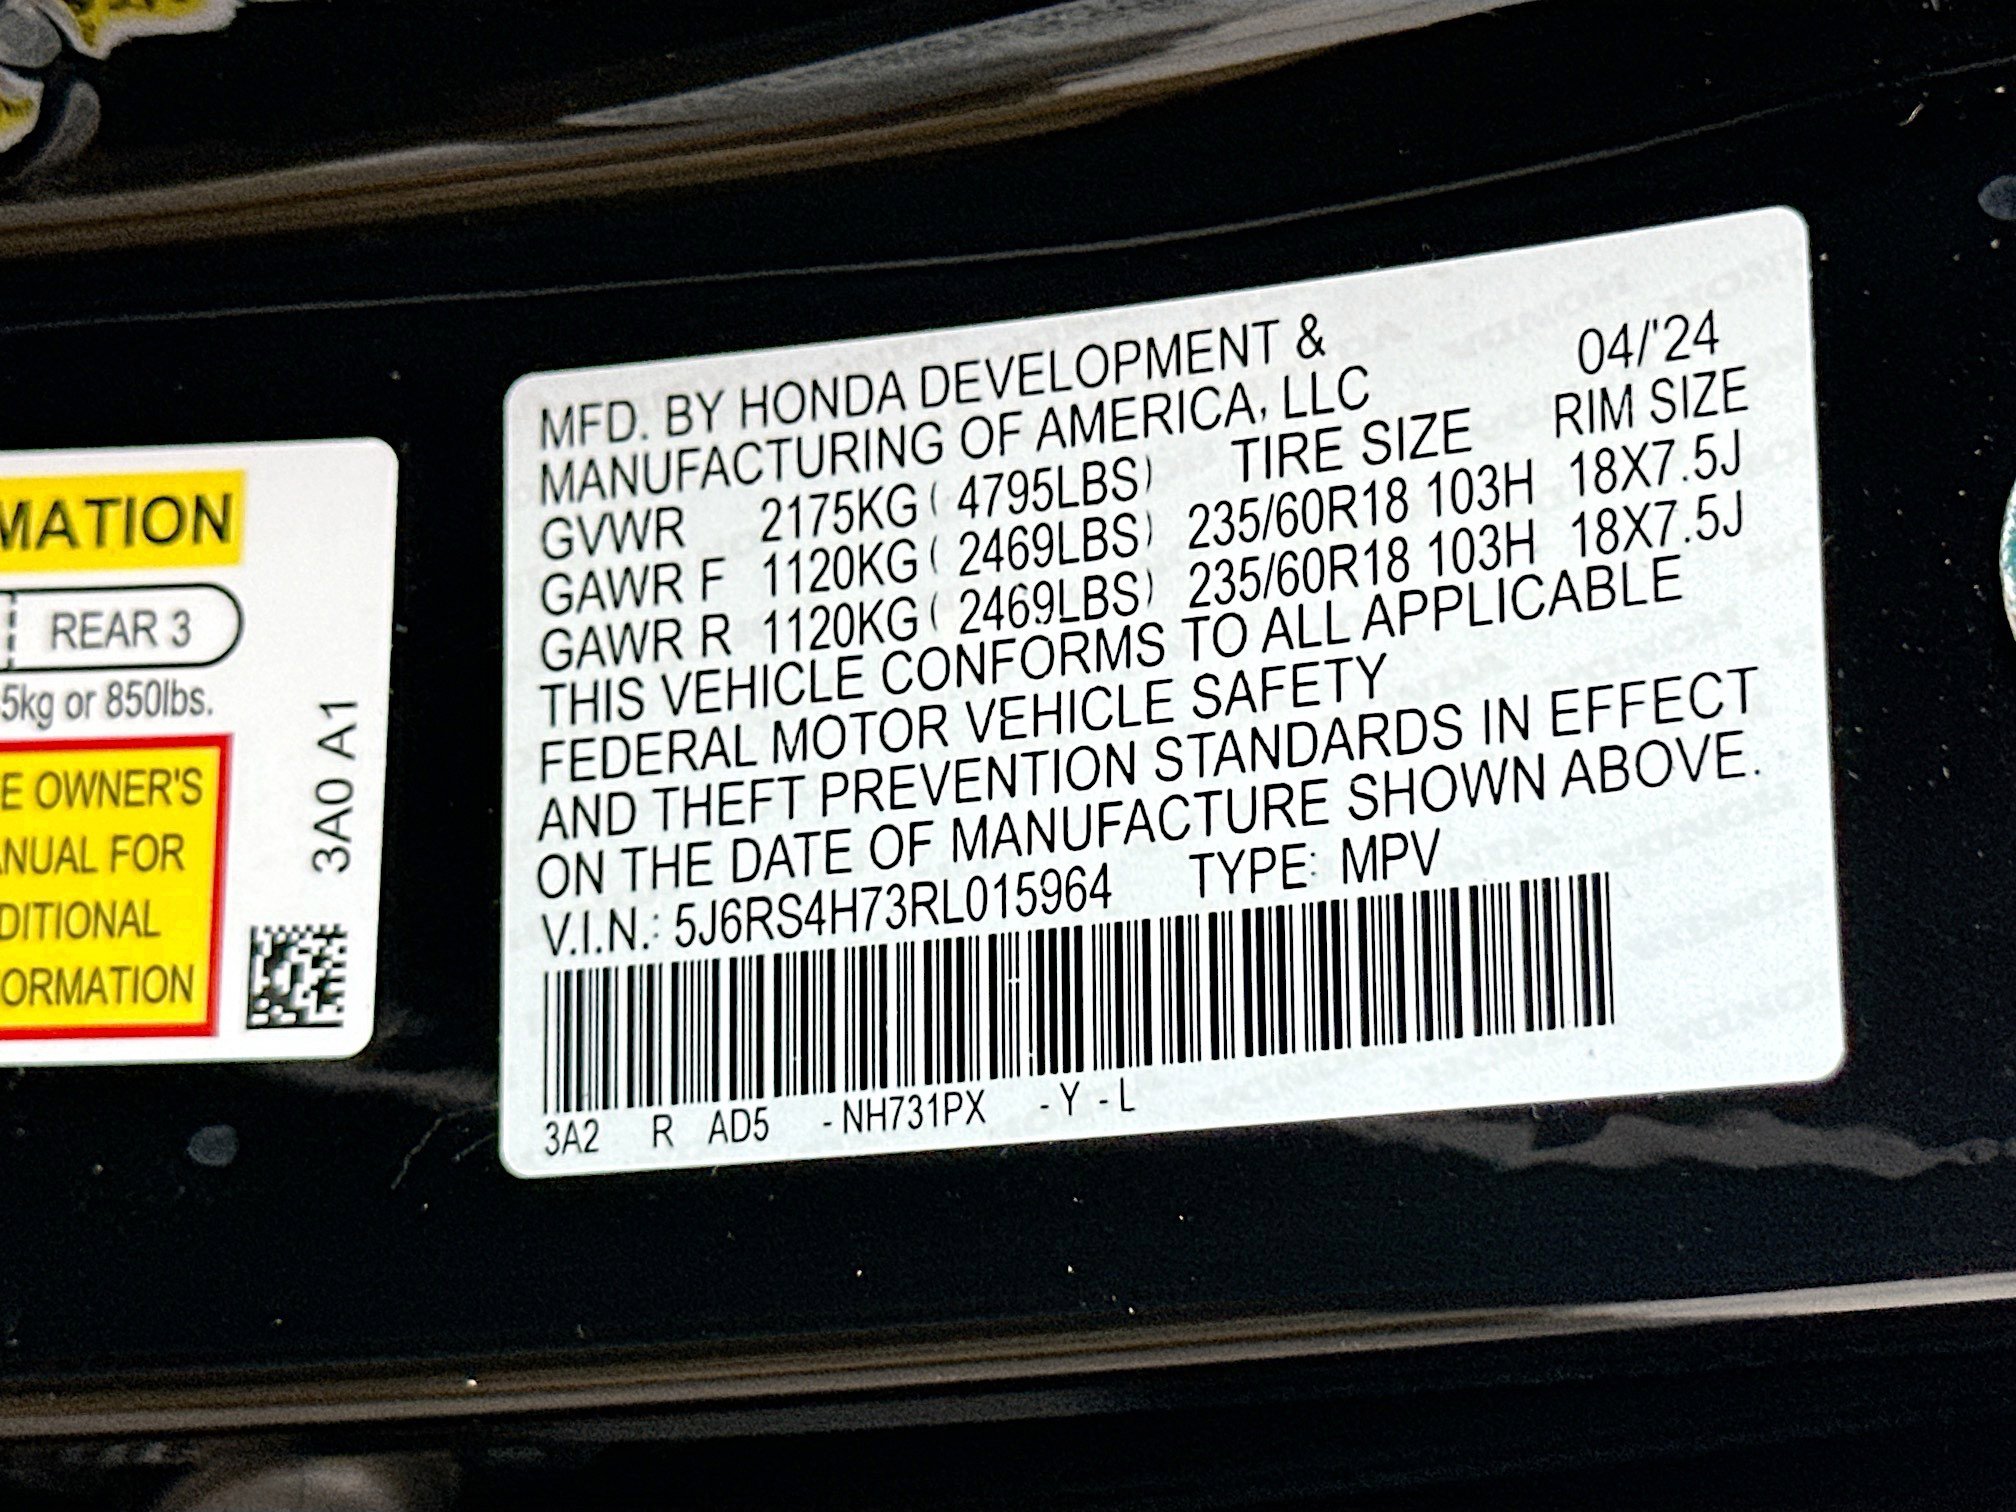 MATION
REAR 3
5kg or 850lbs.
E OWNER'S
ANUAL FOR
DITIONAL
ORMATION
3A0 A1
MFD. BY HONDA DEVELOPMENT & 04/'24
MANUFACTURING OF AMERICA, LLC
TIRE SIZE RIM SIZE
GVWR 2175KG ( 4795LBS)
GAWR F 1120KG ( 2469LBS) 235/60R18 103H 18X7.5J
GAWR R 1120KG ( 2469LBS) 235/60R18 103H 18X7.5J
THIS VEHICLE CONFORMS TO ALL APPLICABLE
FEDERAL MOTOR VEHICLE SAFETY
AND THEFT PREVENTION STANDARDS IN EFFECT
ON THE DATE OF MANUFACTURE SHOWN ABOVE.
V.I.N.: 5J6RS4H73RL015964 TYPE: MPV
3A2 R AD5 -NH731PX -Y -L